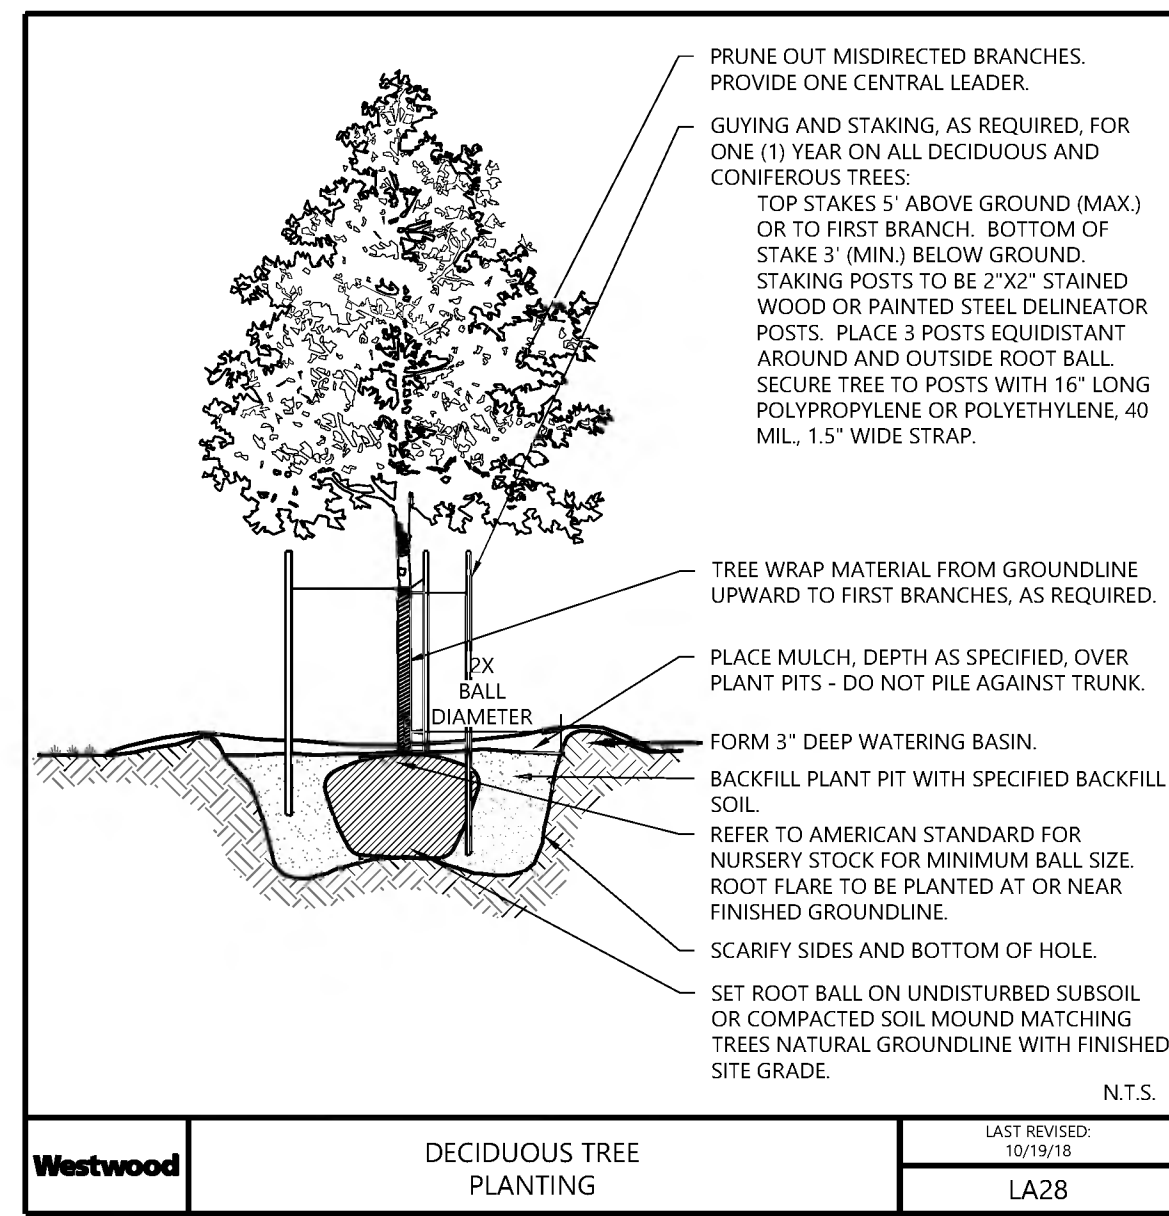 PRUNE OUT MISDIRECTED BRANCHES.
PROVIDE ONE CENTRAL LEADER.
GUYING AND STAKING, AS REQUIRED, FOR
ONE (1) YEAR ON ALL DECIDUOUS AND
CONIFEROUS TREES:
TOP STAKES 5' ABOVE GROUND (MAX.)
OR TO FIRST BRANCH. BOTTOM OF
STAKE 3' (MIN.) BELOW GROUND.
STAKING POSTS TO BE 2"X2" STAINED
WOOD OR PAINTED STEEL DELINEATOR
POSTS. PLACE 3 POSTS EQUIDISTANT
AROUND AND OUTSIDE ROOT BALL.
SECURE TREE TO POSTS WITH 16" LONG
POLYPROPYLENE OR POLYETHYLENE, 40
MIL., 1.5" WIDE STRAP.
TREE WRAP MATERIAL FROM GROUNDLINE
UPWARD TO FIRST BRANCHES, AS REQUIRED.
2X
BALL
DIAMETER
PLACE MULCH, DEPTH AS SPECIFIED, OVER
PLANT PITS - DO NOT PILE AGAINST TRUNK.
FORM 3" DEEP WATERING BASIN.
BACKFILL PLANT PIT WITH SPECIFIED BACKFILL
SOIL.
REFER TO AMERICAN STANDARD FOR
NURSERY STOCK FOR MINIMUM BALL SIZE.
ROOT FLARE TO BE PLANTED AT OR NEAR
FINISHED GROUNDLINE.
SCARIFY SIDES AND BOTTOM OF HOLE.
SET ROOT BALL ON UNDISTURBED SUBSOIL
OR COMPACTED SOIL MOUND MATCHING
TREES NATURAL GROUNDLINE WITH FINISHED
SITE GRADE.
N.T.S.
Westwood
DECIDUOUS TREE
PLANTING
LAST REVISED:
10/19/18
LA28